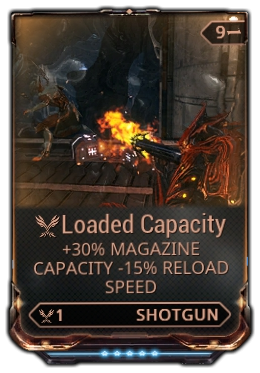 9
Loaded Capacity
+30% MAGAZINE
CAPACITY -15% RELOAD
SPEED
1 SHOTGUN